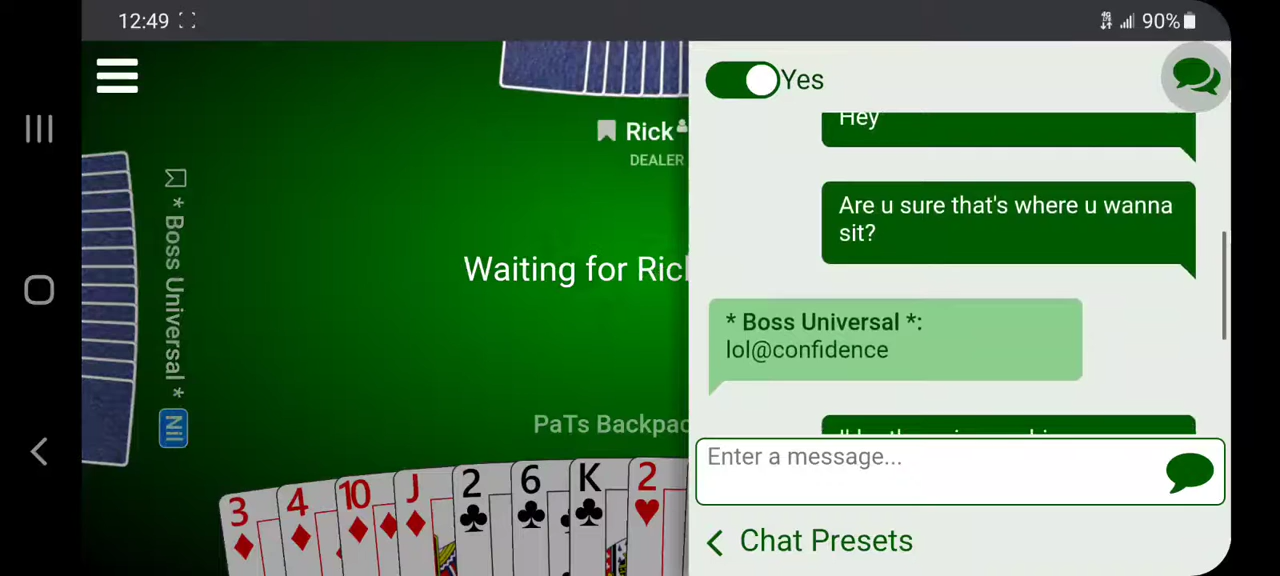 12:49
90%
Yes
Rick
DEALER
Hey
Are u sure that's where u wanna
sit?
* Boss Universal *
Nil
Waiting for Ric
* Boss Universal *:
lol@confidence
PaTs Backpac
Enter a message...
3 4 10 J 2 6 K 2
Chat Presets